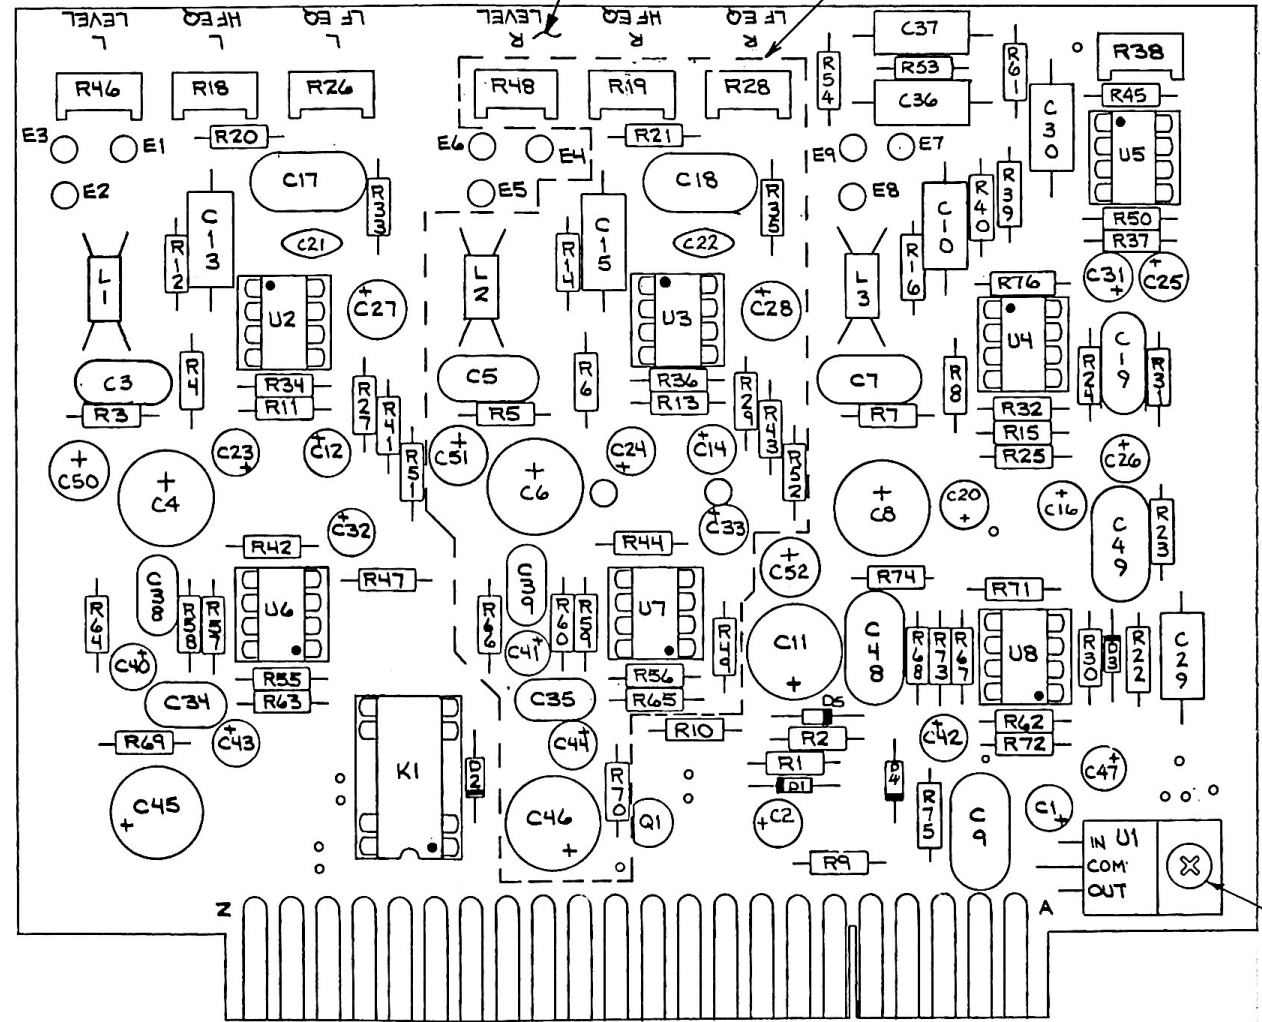 LEVEL HF EQ LF EQ LEVEL HF EQ LF EQ
L L L R R R
C37
R54 R53 R61 R38
R46 R18 R26 R48 R19 R28 C36 C30 R45
E3 E1 R20 E6 E4 R21 E9 E7 U5
E2 C17 R33 E5 C18 R35 E8 C10 R40 R39
R12 C13 C21 R14 C15 C22 R16 R50
R37
L1 U2 C27 L2 U3 C28 L3 R76 C31 C25
C3 R4 R34 R27 C5 R6 R36 R29 C7 R8 U4 R24 C19 R31
R3 R11 R41 R5 R13 R43 R7 R32
R15
C50 C4 C23 C12 R51 C51 C6 C24 C14 R52 C8 C20 R25 C16 C26
C32 C33 C49 R23
R42 R47 R44 C52 R74 R71
R64 C38 R58 R57 U6 R66 C39 R60 R59 U7 R49 C11 C48 R68 R73 R67 U8 R30 D3 R22 C29
C40 R55 C41 R56
C34 R63 C35 R65 D5 R62
R69 C43 C44 R10 R2 C42 R72
K1 D2 R70 R1 D4 C47
C45 C46 Q1 D1 C2 R75 C9 C1
IN U1
R9 COM
OUT
Z A